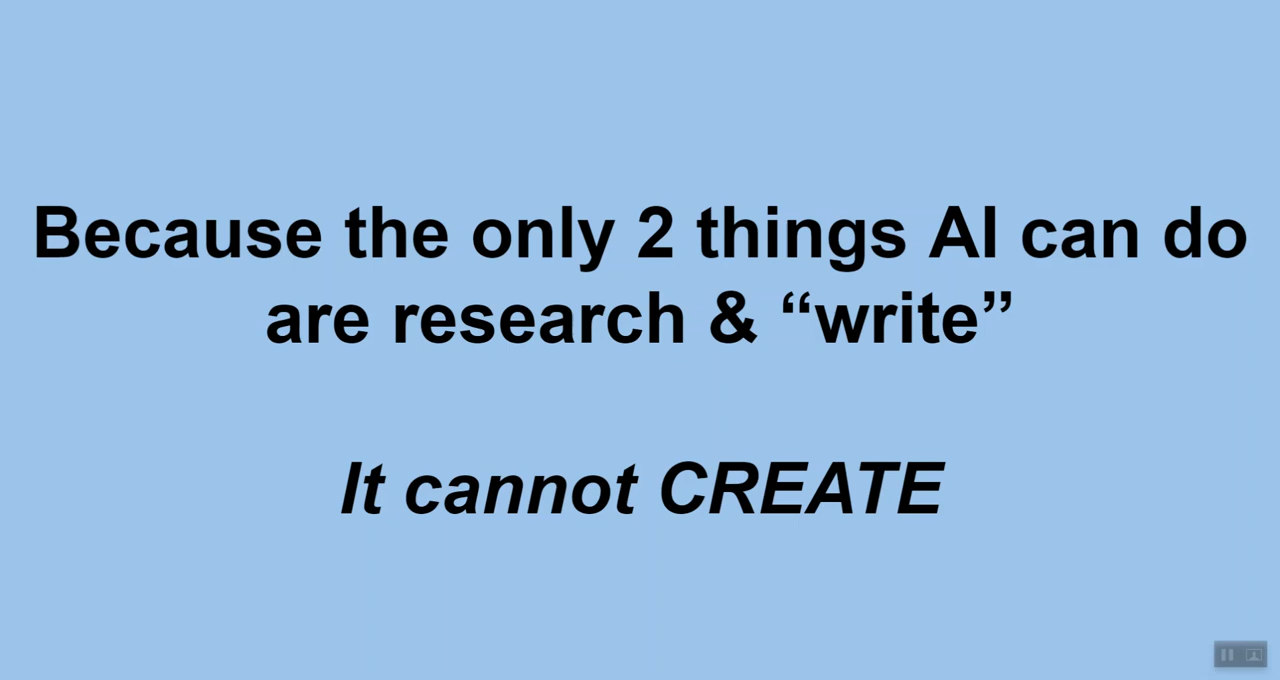 Because the only 2 things AI can do
are research & “write”
It cannot CREATE